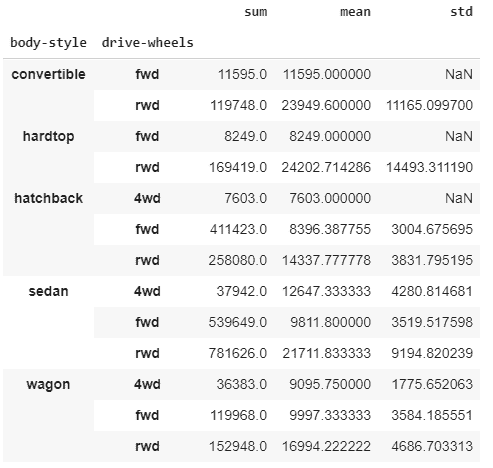 sum mean std
body-style drive-wheels
convertible fwd 11595.0 11595.000000 NaN
rwd 119748.0 23949.600000 11165.099700
hardtop fwd 8249.0 8249.000000 NaN
rwd 169419.0 24202.714286 14493.311190
hatchback 4wd 7603.0 7603.000000 NaN
fwd 411423.0 8396.387755 3004.675695
rwd 258080.0 14337.777778 3831.795195
sedan 4wd 37942.0 12647.333333 4280.814681
fwd 539649.0 9811.800000 3519.517598
rwd 781626.0 21711.833333 9194.820239
wagon 4wd 36383.0 9095.750000 1775.652063
fwd 119968.0 9997.333333 3584.185551
rwd 152948.0 16994.222222 4686.703313